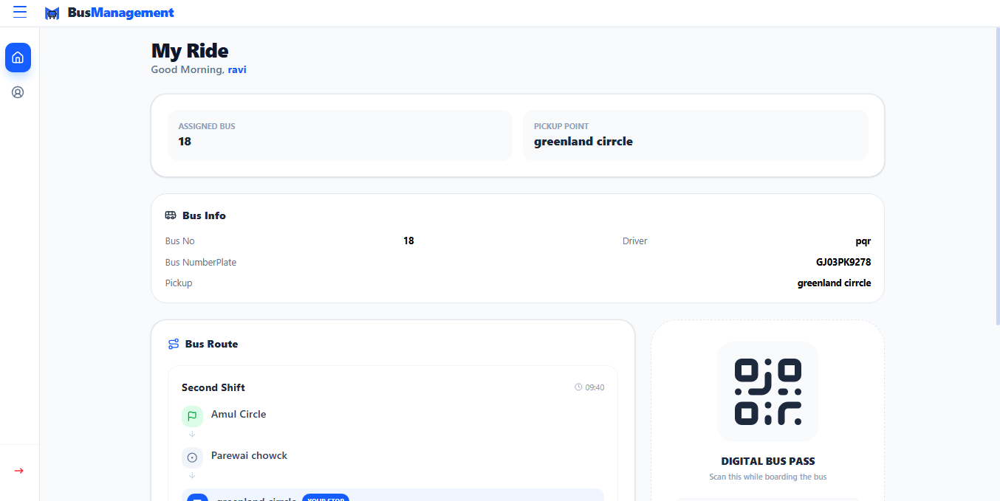 BusManagement
My Ride
Good Morning, ravi
ASSIGNED BUS
18
PICKUP POINT
greenland cirrcle
Bus Info
Bus No 18 Driver pqr
Bus NumberPlate GJ03PK9278
Pickup greenland cirrcle
Bus Route
Second Shift 09:40
Amul Circle
Parewai chowck
greenland cirrcle YOUR STOP
DIGITAL BUS PASS
Scan this while boarding the bus